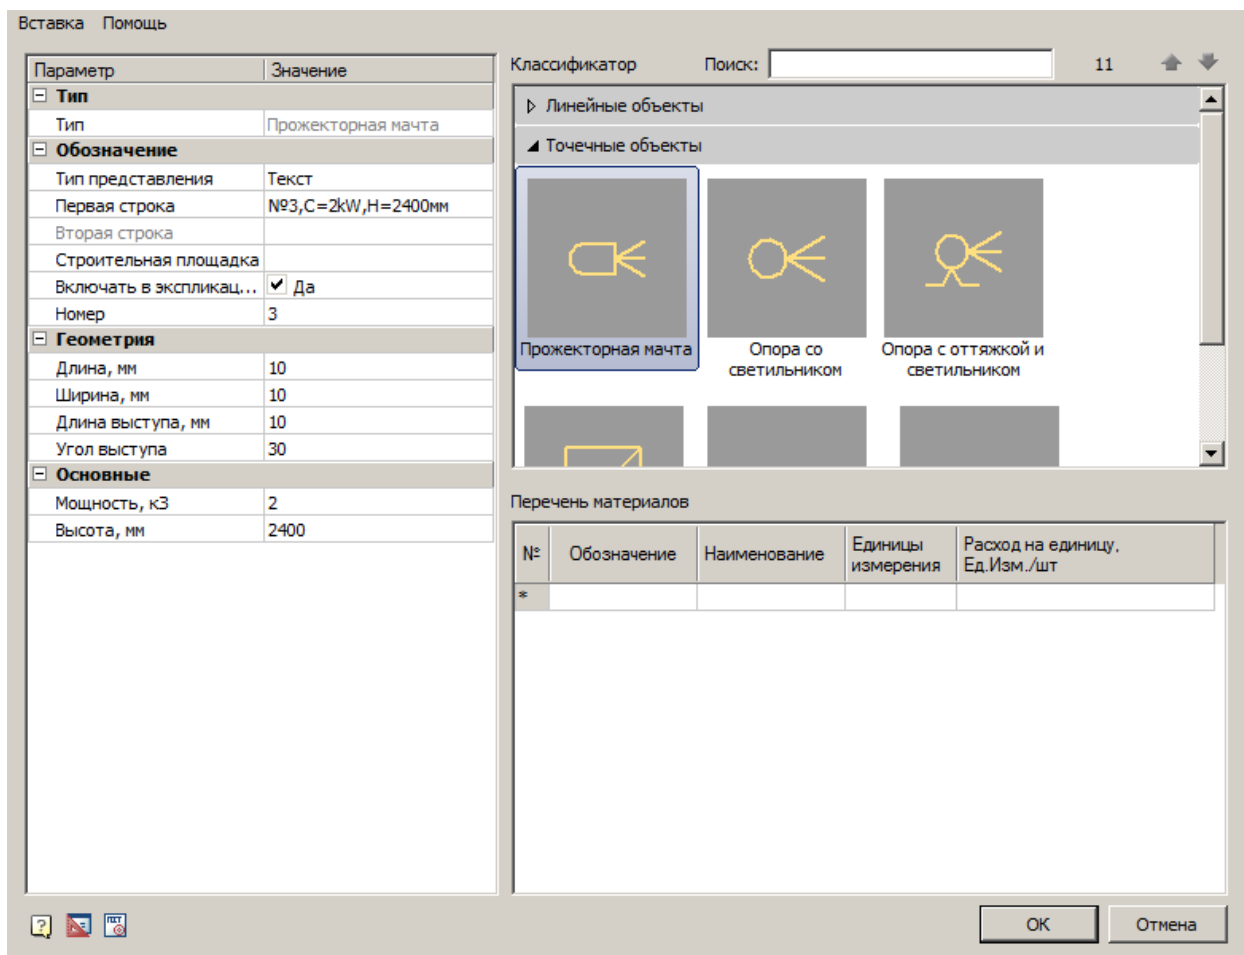 Вставка Помощь
Параметр Значение
Тип
Тип Прожекторная мачта
Обозначение
Тип представления Текст
Первая строка №3,C=2kW,H=2400мм
Вторая строка
Строительная площадка
Включать в экспликац... Да
Номер 3
Геометрия
Длина, мм 10
Ширина, мм 10
Длина выступа, мм 10
Угол выступа 30
Основные
Мощность, кЗ 2
Высота, мм 2400
Классификатор Поиск: 11
Линейные объекты
Точечные объекты
Прожекторная мачта
Опора со
светильником
Опора с оттяжкой и
светильником
Перечень материалов
№ Обозначение Наименование Единицы
измерения Расход на единицу,
Ед.Изм./шт
*
ОК Отмена